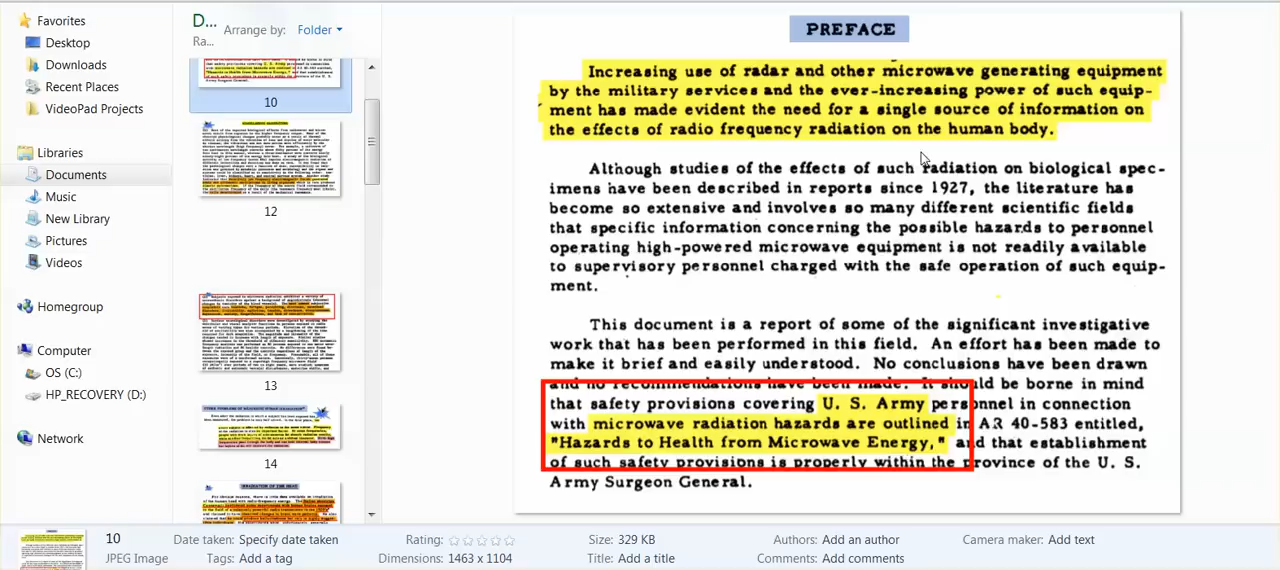 Favorites
Desktop
Downloads
Recent Places
VideoPad Projects
Libraries
Documents
Music
New Library
Pictures
Videos
Homegroup
Computer
OS (C:)
HP_RECOVERY (D:)
Network
D...
Ra...
Arrange by: Folder
10
12
13
14
PREFACE
Increasing use of radar and other microwave generating equipment
by the military services and the ever-increasing power of such equip-
ment has made evident the need for a single source of information on
the effects of radio frequency radiation on the human body.
Although studies of the effects of such radiation on biological spec-
imens have been described in reports since 1927, the literature has
become so extensive and involves so many different scientific fields
that specific information concerning the possible hazards to personnel
operating high-powered microwave equipment is not readily available
to supervisory personnel charged with the safe operation of such equip-
ment.
This document is a report of some of the significant investigative
work that has been performed in this field. An effort has been made to
make it brief and easily understood. No conclusions have been drawn
and no recommendations have been made. It should be borne in mind
that safety provisions covering U. S. Army personnel in connection
with microwave radiation hazards are outlined in AR 40-583 entitled,
"Hazards to Health from Microwave Energy," and that establishment
of such safety provisions is properly within the province of the U. S.
Army Surgeon General.
10
JPEG Image
Date taken: Specify date taken
Tags: Add a tag
Rating:
Dimensions: 1463 x 1104
Size: 329 KB
Title: Add a title
Authors: Add an author
Comments: Add comments
Camera maker: Add text